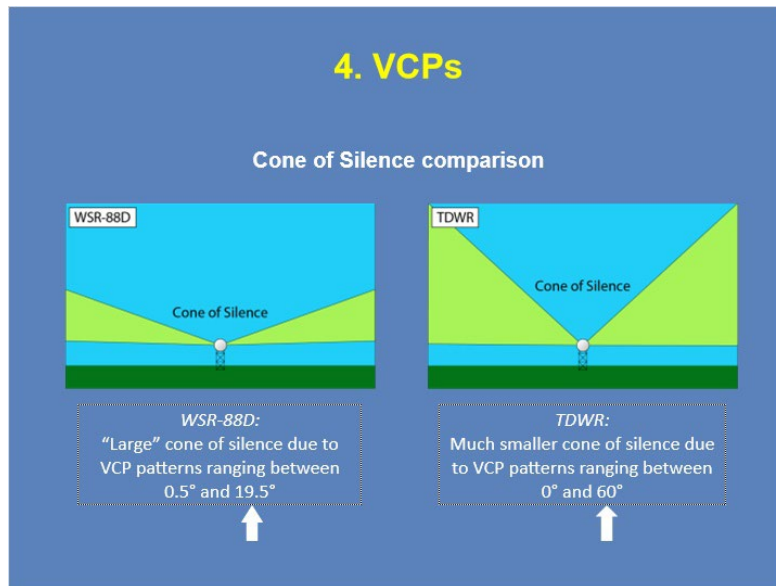 4. VCPs
Cone of Silence comparison
WSR-88D
Cone of Silence
TDWR
Cone of Silence
WSR-88D:
“Large” cone of silence due to
VCP patterns ranging between
0.5° and 19.5°
TDWR:
Much smaller cone of silence due
to VCP patterns ranging between
0° and 60°